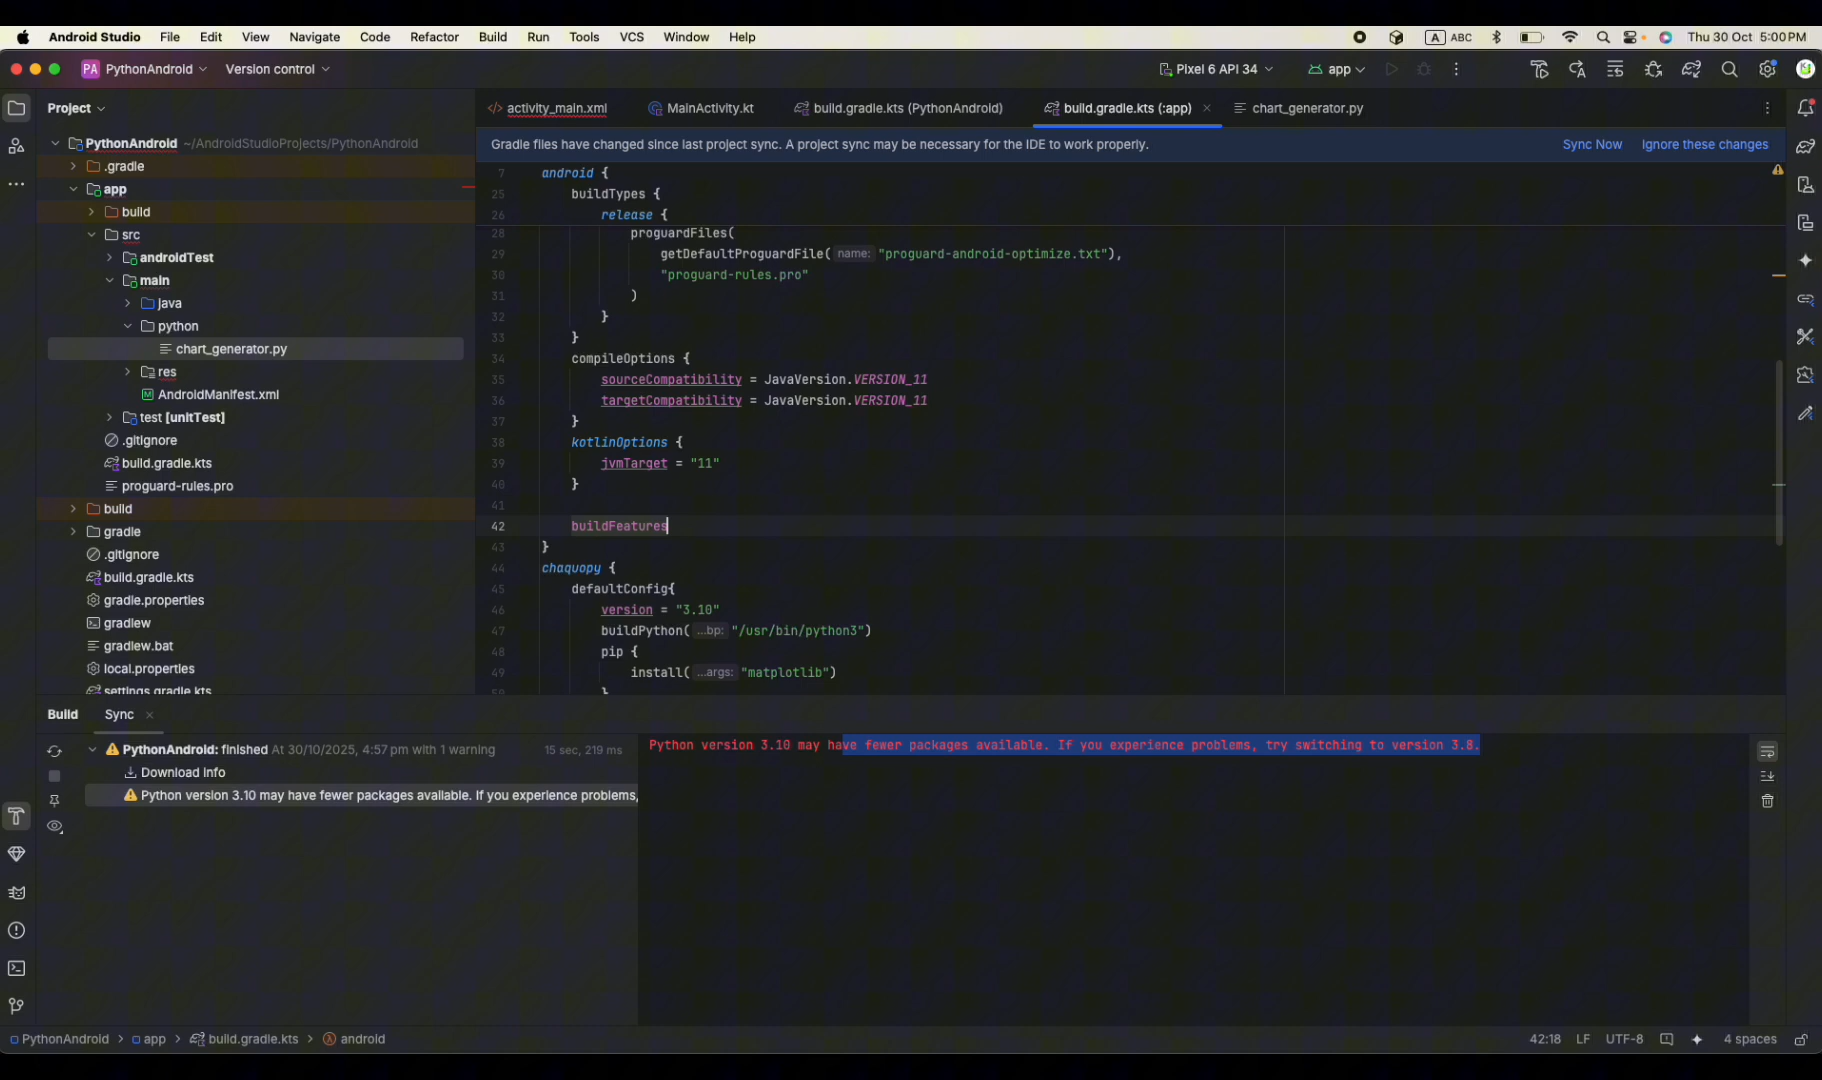 Android Studio File Edit View Navigate Code Refactor Build Run Tools VCS Window Help A ABC Thu 30 Oct 5:00 PM
PA PythonAndroid Version control Pixel 6 API 34 app
Project
activity_main.xml MainActivity.kt build.gradle.kts (PythonAndroid) build.gradle.kts (:app) chart_generator.py
PythonAndroid ~/AndroidStudioProjects/PythonAndroid
.gradle
app
build
src
androidTest
main
java
python
chart_generator.py
res
AndroidManifest.xml
test [unitTest]
.gitignore
build.gradle.kts
proguard-rules.pro
build
gradle
.gitignore
build.gradle.kts
gradle.properties
gradlew
gradlew.bat
local.properties
settings.gradle.kts
Gradle files have changed since last project sync. A project sync may be necessary for the IDE to work properly. Sync Now Ignore these changes
7 android {
25 buildTypes {
26 release {
28 proguardFiles(
29 getDefaultProguardFile( name: "proguard-android-optimize.txt"),
30 "proguard-rules.pro"
31 )
32 }
33 }
34 compileOptions {
35 sourceCompatibility = JavaVersion.VERSION_11
36 targetCompatibility = JavaVersion.VERSION_11
37 }
38 kotlinOptions {
39 jvmTarget = "11"
40 }
41
42 buildFeatures
43 }
44 chaquopy {
45 defaultConfig{
46 version = "3.10"
47 buildPython( ...bp: "/usr/bin/python3")
48 pip {
49 install( ...args: "matplotlib")
50 }
Build Sync
PythonAndroid: finished At 30/10/2025, 4:57 pm with 1 warning 15 sec, 219 ms
Download info
Python version 3.10 may have fewer packages available. If you experience problems,
Python version 3.10 may have fewer packages available. If you experience problems, try switching to version 3.8.
PythonAndroid > app > build.gradle.kts > android 42:18 LF UTF-8 4 spaces